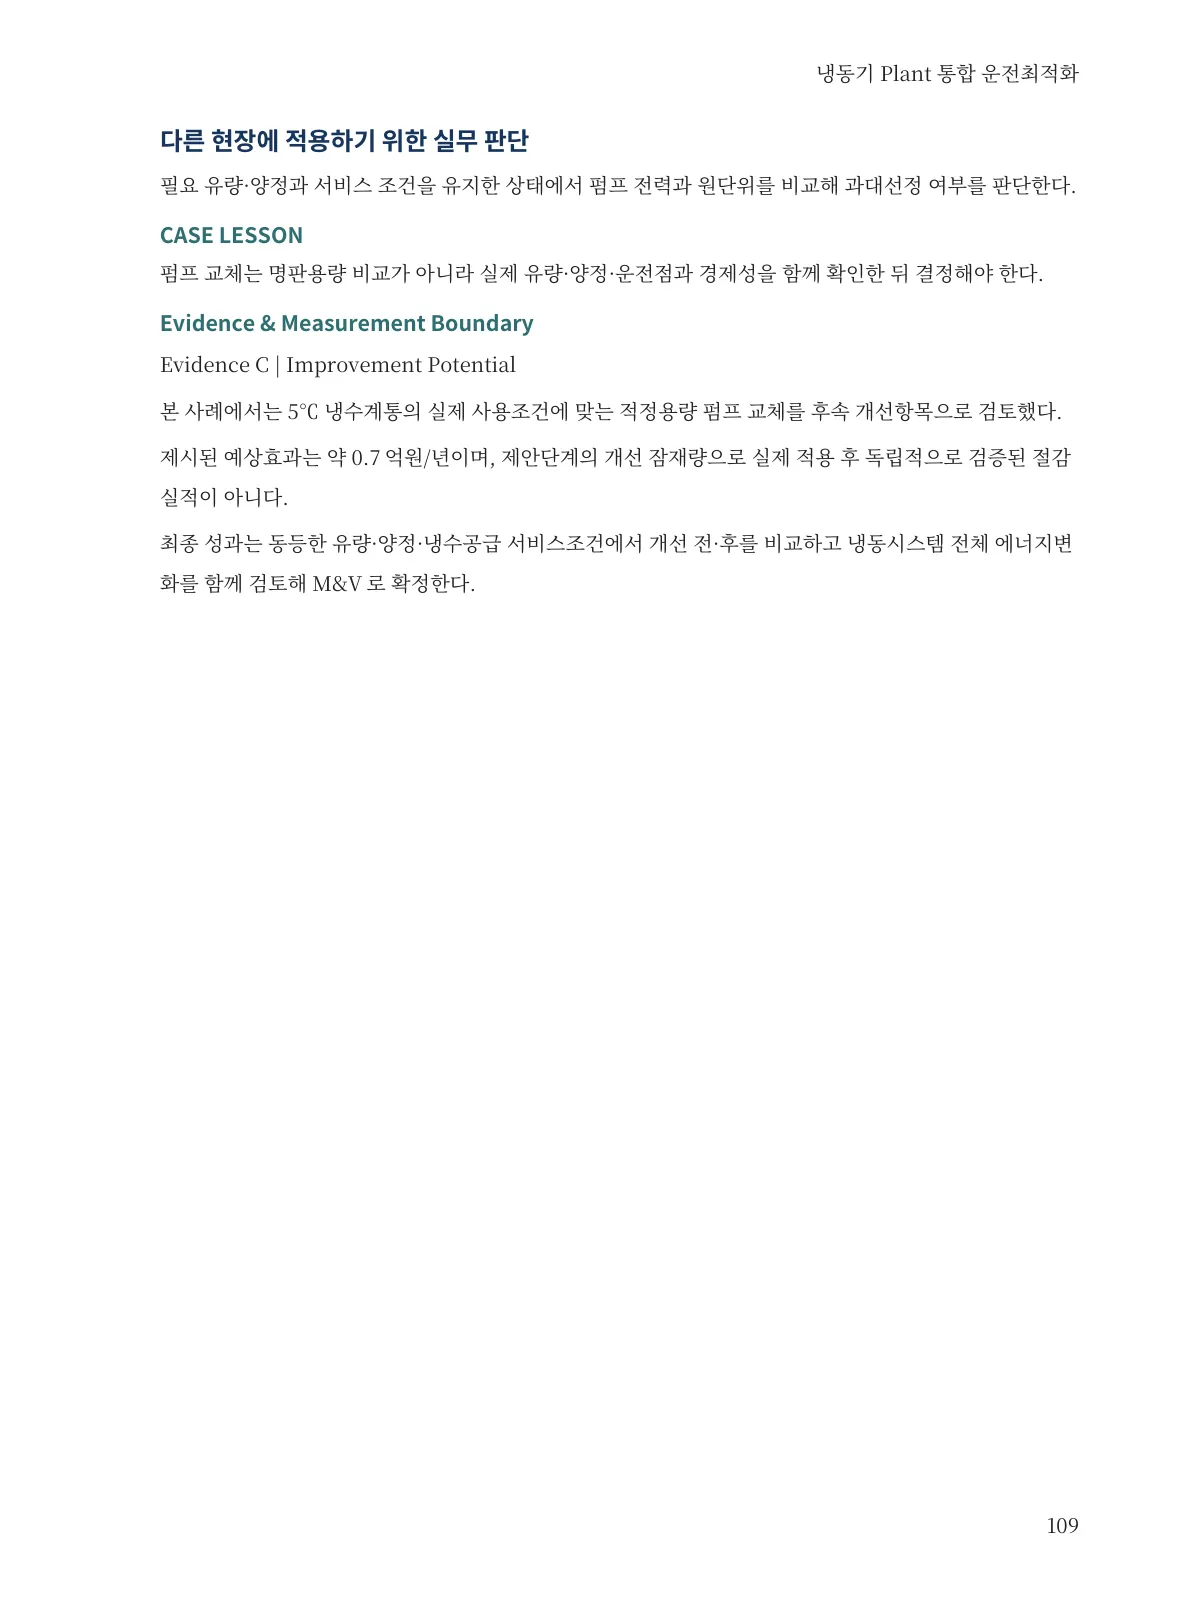 냉동기 Plant 통합 운전최적화
다른 현장에 적용하기 위한 실무 판단
필요 유량·양정과 서비스 조건을 유지한 상태에서 펌프 전력과 원단위를 비교해 과대선정 여부를 판단한다.
CASE LESSON
펌프 교체는 명판용량 비교가 아니라 실제 유량·양정·운전점과 경제성을 함께 확인한 뒤 결정해야 한다.
Evidence & Measurement Boundary
Evidence C | Improvement Potential
본 사례에서는 5℃ 냉수계통의 실제 사용조건에 맞는 적정용량 펌프 교체를 후속 개선항목으로 검토했다.
제시된 예상효과는 약 0.7 억원/년이며, 제안단계의 개선 잠재량으로 실제 적용 후 독립적으로 검증된 절감
실적이 아니다.
최종 성과는 동등한 유량·양정·냉수공급 서비스조건에서 개선 전·후를 비교하고 냉동시스템 전체 에너지변
화를 함께 검토해 M&V 로 확정한다.
109